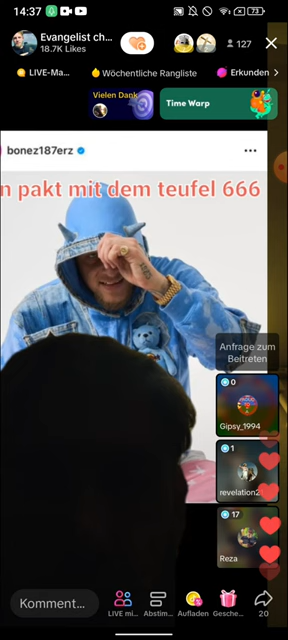 14:37
73
Evangelist ch...
18.7K Likes
127
LIVE-Ma...
Wöchentliche Rangliste
Erkunden
Vielen Dank
Time Warp
bonez187erz
n pakt mit dem teufel 666
Anfrage zum
Beitreten
0
Gipsy_1994
1
revelation2
17
Reza
Komment...
LIVE mi...
Abstim...
Aufladen
Gesche...
20